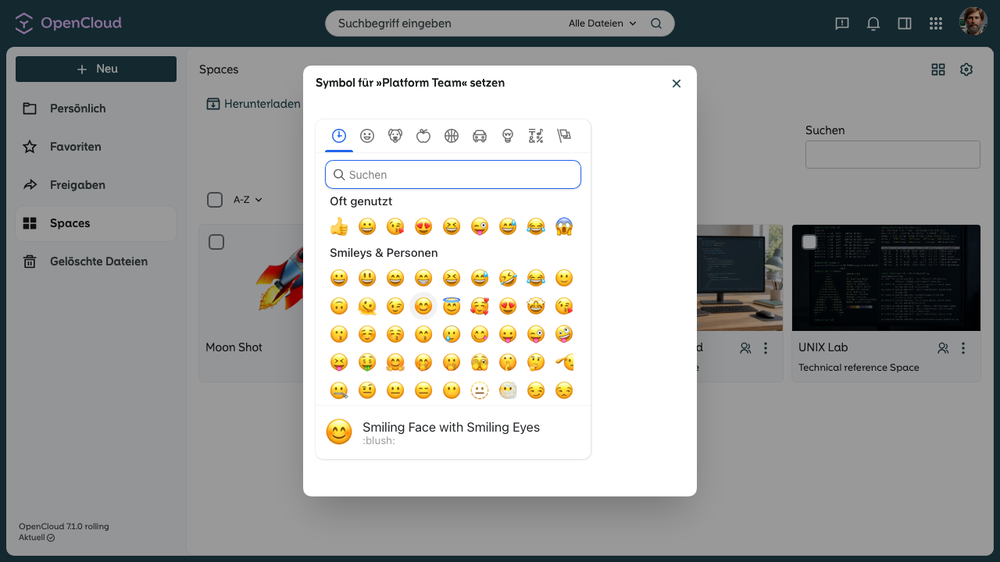 OpenCloud
Suchbegriff eingeben
Alle Dateien
Neu
Persönlich
Favoriten
Freigaben
Spaces
Gelöschte Dateien
OpenCloud 7.1.0 rolling
Aktuell
Spaces
Herunterladen
Suchen
A-Z
Moon Shot
d
e
UNIX Lab
Technical reference Space
Symbol für »Platform Team« setzen
Suchen
Oft genutzt
Smileys & Personen
Smiling Face with Smiling Eyes
:blush: